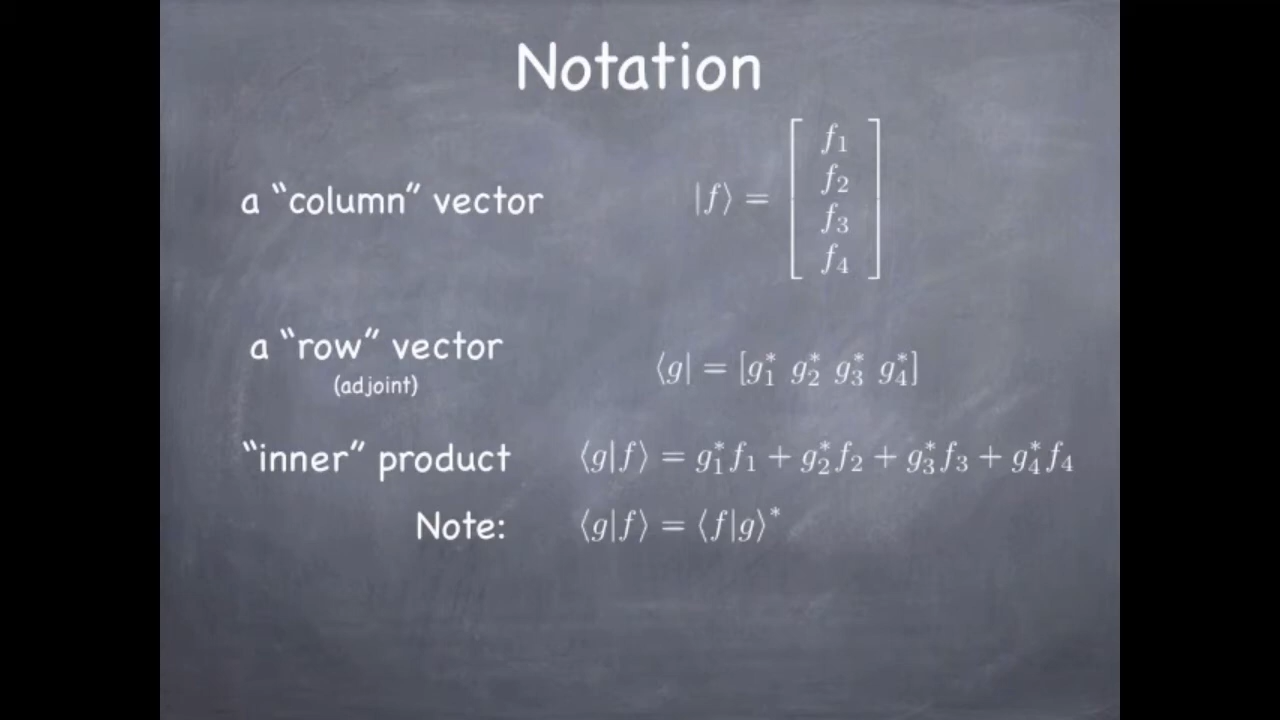 Notation
a “column” vector |f⟩ = [ f₁ f₂ f₃ f₄ ]
a “row” vector ⟨g| = [g₁* g₂* g₃* g₄*]
(adjoint)
“inner” product ⟨g|f⟩ = g₁*f₁ + g₂*f₂ + g₃*f₃ + g₄*f₄
Note: ⟨g|f⟩ = ⟨f|g⟩*